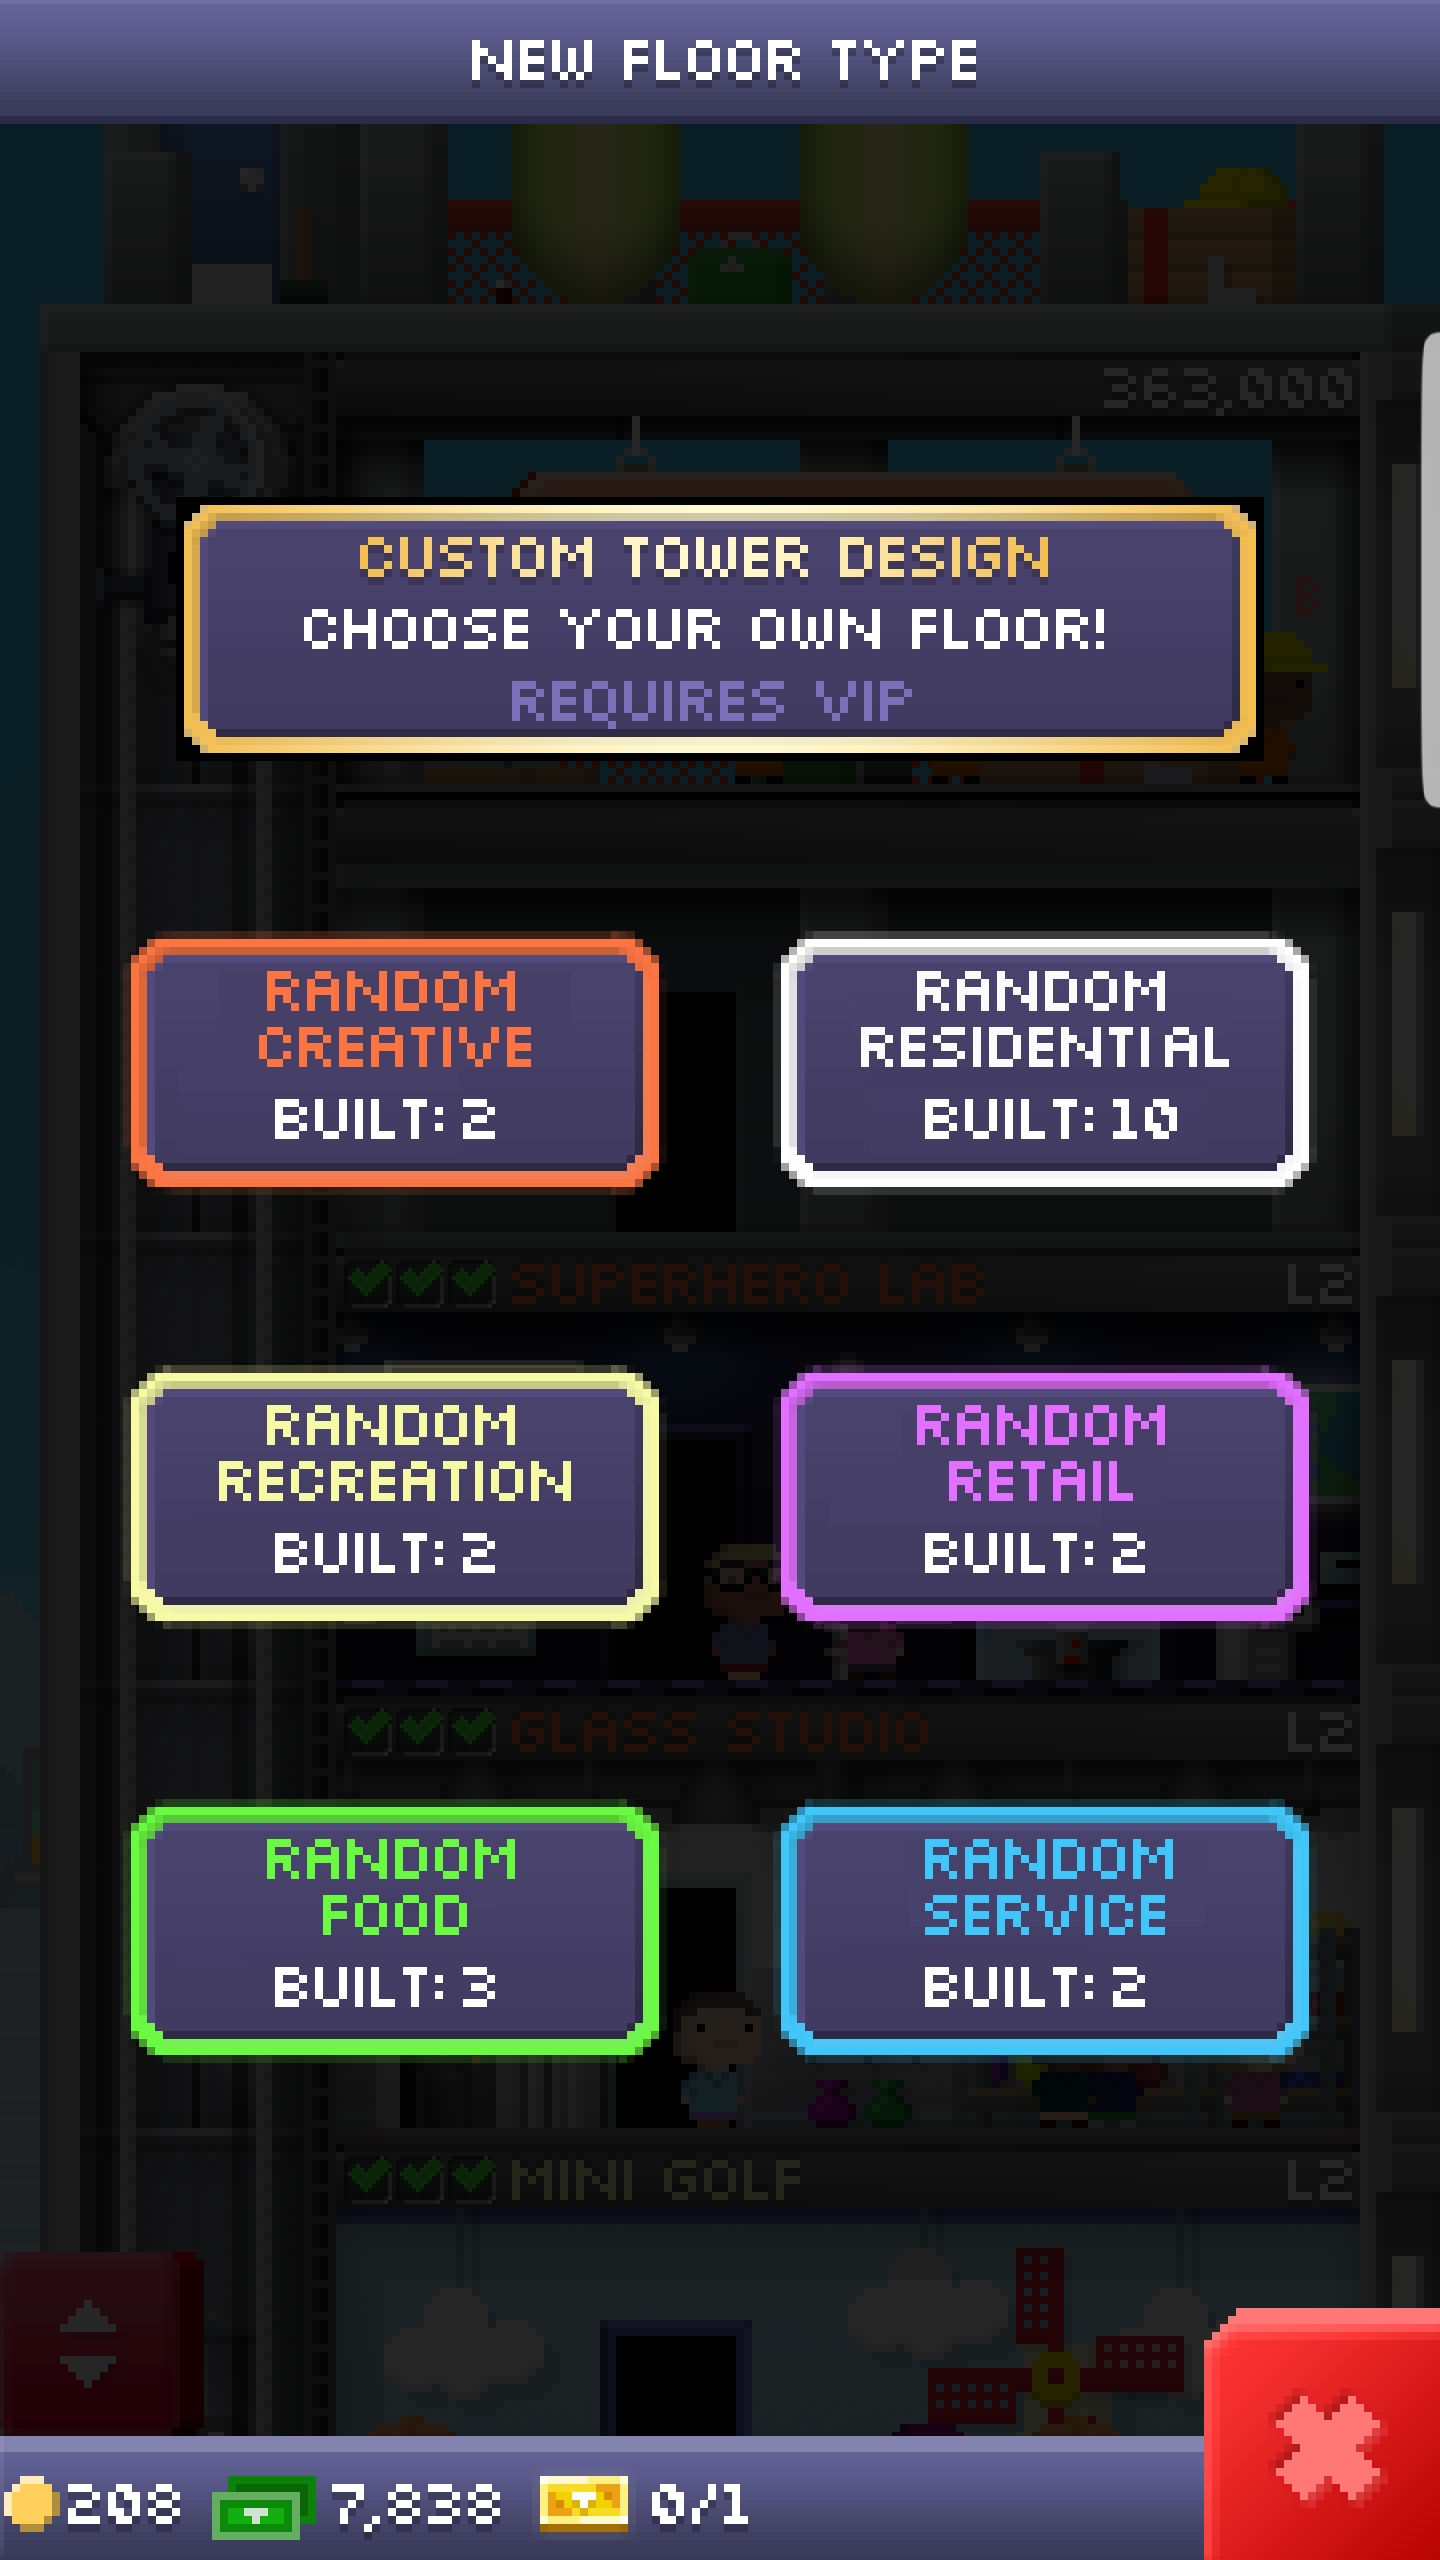 NEW FLOOR TYPE
363,000
CUSTOM TOWER DESIGN
CHOOSE YOUR OWN FLOOR!
REQUIRES VIP
RANDOM
CREATIVE
BUILT: 2
RANDOM
RESIDENTIAL
BUILT: 10
SUPERHERO LAB L2
RANDOM
RECREATION
BUILT: 2
RANDOM
RETAIL
BUILT: 2
GLASS STUDIO L2
RANDOM
FOOD
BUILT: 3
RANDOM
SERVICE
BUILT: 2
MINI GOLF L2
208 7,838 0/1